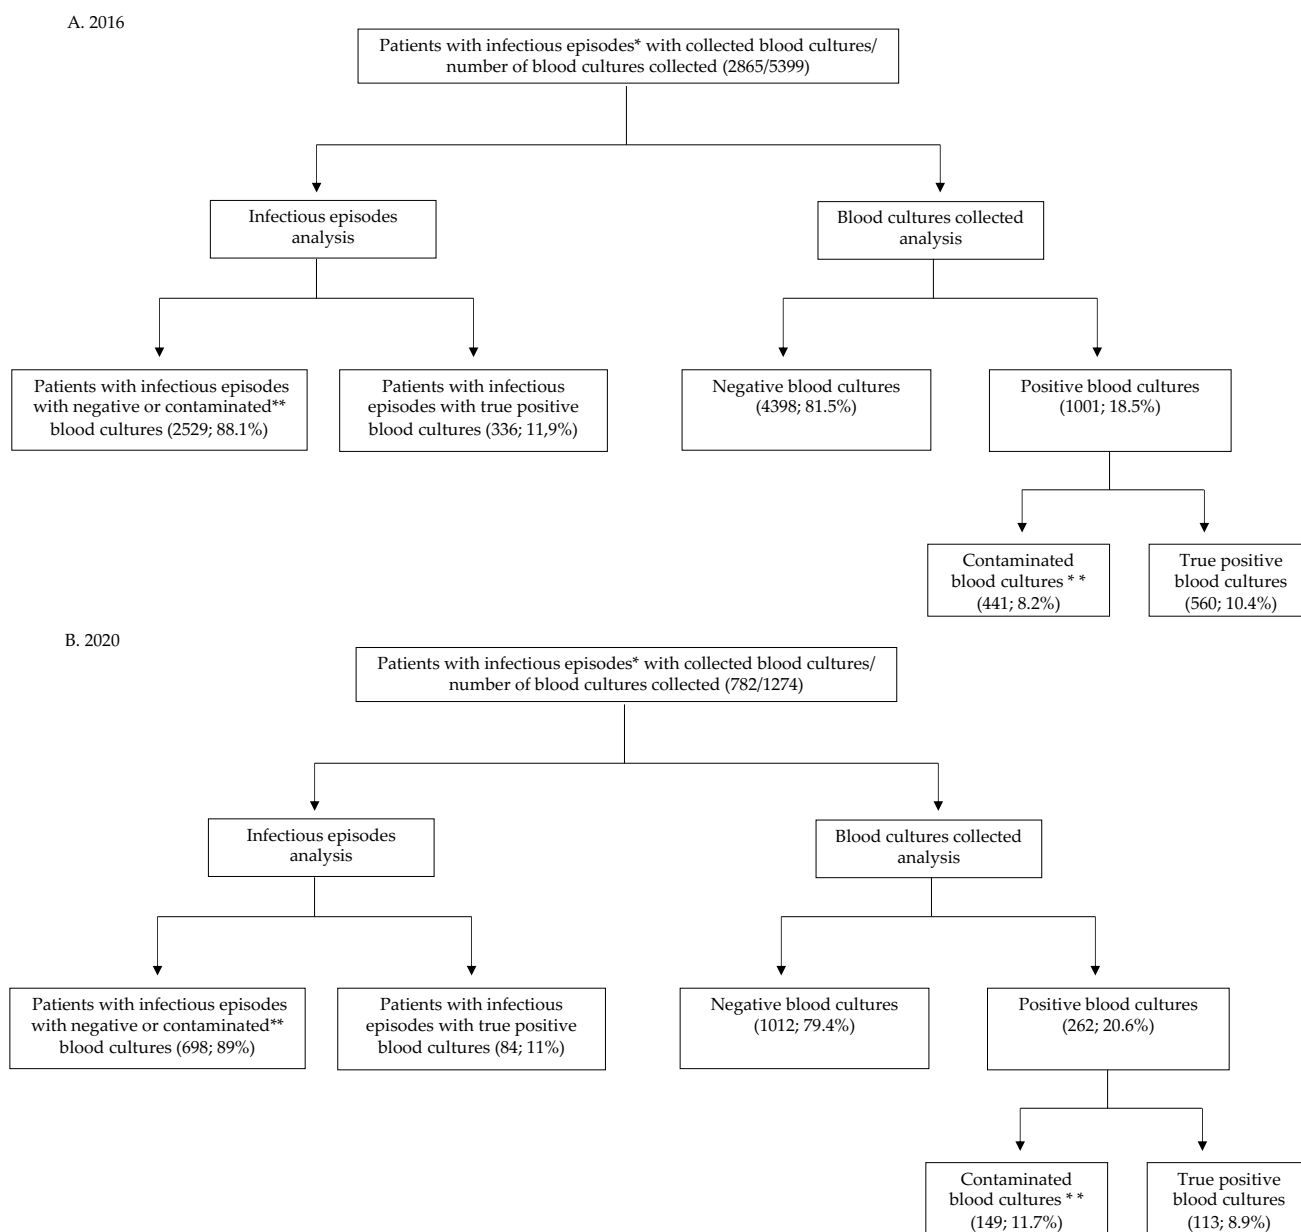 A. 2016
Patients with infectious episodes* with collected blood cultures/
number of blood cultures collected (2865/5399)
Infectious episodes
analysis
Blood cultures collected
analysis
Patients with infectious episodes
with negative or contaminated**
blood cultures (2529; 88.1%)
Patients with infectious
episodes with true positive
blood cultures (336; 11,9%)
Negative blood cultures
(4398; 81.5%)
Positive blood cultures
(1001; 18.5%)
Contaminated
blood cultures * *
(441; 8.2%)
True positive
blood cultures
(560; 10.4%)
B. 2020
Patients with infectious episodes* with collected blood cultures/
number of blood cultures collected (782/1274)
Infectious episodes
analysis
Blood cultures collected
analysis
Patients with infectious episodes
with negative or contaminated**
blood cultures (698; 89%)
Patients with infectious
episodes with true positive
blood cultures (84; 11%)
Negative blood cultures
(1012; 79.4%)
Positive blood cultures
(262; 20.6%)
Contaminated
blood cultures * *
(149; 11.7%)
True positive
blood cultures
(113; 8.9%)